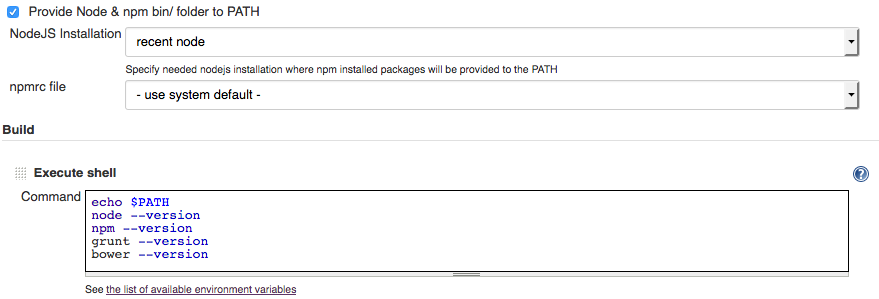 Provide Node & npm bin/ folder to PATH
NodeJS Installation
recent node
Specify needed nodejs installation where npm installed packages will be provided to the PATH
npmrc file
- use system default -
Build
Execute shell
?
Command
echo $PATH
node --version
npm --version
grunt --version
bower --version
See the list of available environment variables